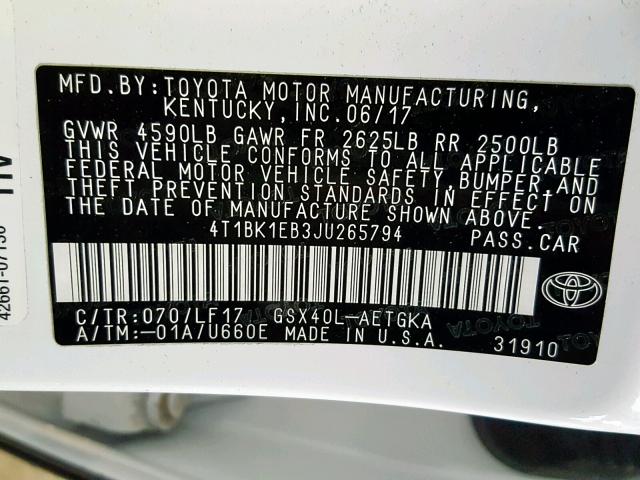 MFD. BY: TOYOTA MOTOR MANUFACTURING,
KENTUCKY, INC. 06/17
GVWR 4590LB GAWR FR 2625LB RR 2500LB
THIS VEHICLE CONFORMS TO ALL APPLICABLE
FEDERAL MOTOR VEHICLE SAFETY, BUMPER, AND
THEFT PREVENTION STANDARDS IN EFFECT ON
THE DATE OF MANUFACTURE SHOWN ABOVE.
4T1BK1EB3JU265794 PASS. CAR
C/TR: 070/LF17 GSX40L-AETGKA
A/TM: -01A/U660E MADE IN U.S.A. 31910
TOYOTA